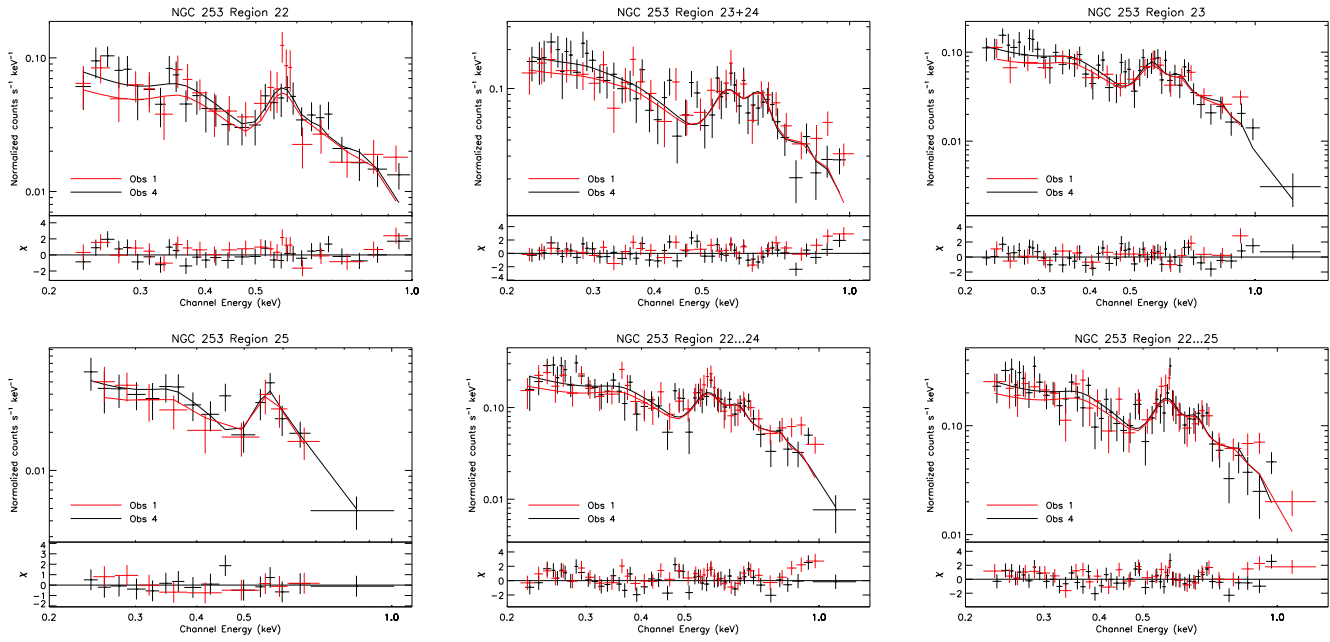 NGC 253 Region 22
Normalized counts s⁻¹ keV⁻¹
0.10
0.01
Obs 1
Obs 4
χ
4
2
0
−2
0.2
0.3
0.4
0.5
0.6
1.0
Channel Energy (keV)
NGC 253 Region 23+24
Normalized counts s⁻¹ keV⁻¹
0.1
Obs 1
Obs 4
χ
4
2
0
−2
−4
0.2
0.5
1.0
Channel Energy (keV)
NGC 253 Region 23
Normalized counts s⁻¹ keV⁻¹
0.10
0.01
Obs 1
Obs 4
χ
4
2
0
−2
0.2
0.3
0.4
0.5
0.6
1.0
Channel Energy (keV)
NGC 253 Region 25
Normalized counts s⁻¹ keV⁻¹
0.01
Obs 1
Obs 4
χ
4
3
2
1
0
−1
−2
0.2
0.3
0.4
0.5
0.6
1.0
Channel Energy (keV)
NGC 253 Region 22...24
Normalized counts s⁻¹ keV⁻¹
0.10
0.01
Obs 1
Obs 4
χ
4
2
0
−2
0.2
0.5
1.0
Channel Energy (keV)
NGC 253 Region 22...25
Normalized counts s⁻¹ keV⁻¹
0.10
0.01
Obs 1
Obs 4
χ
4
2
0
−2
0.2
0.3
0.4
0.5
0.6
1.0
Channel Energy (keV)